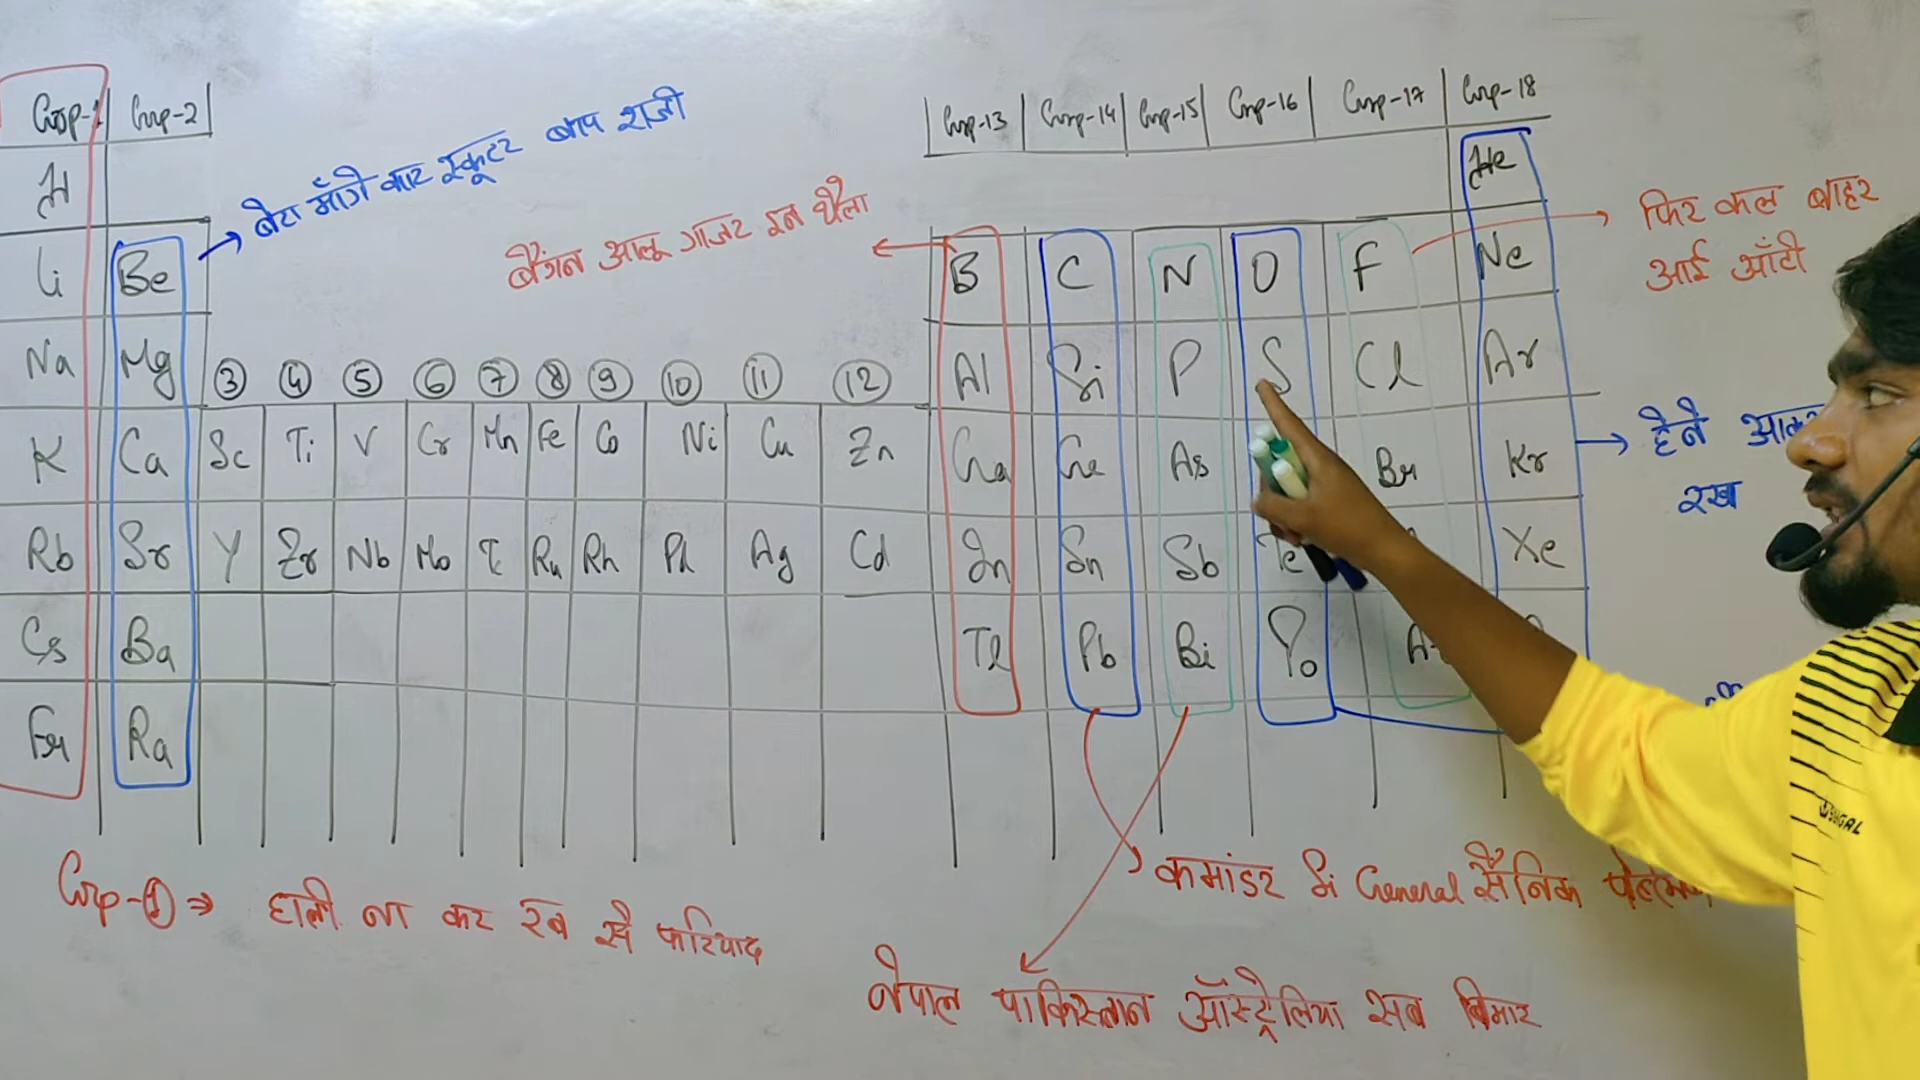 Grp-1 Grp-2 Grp-13 Grp-14 Grp-15 Grp-16 Grp-17 Grp-18
H He
बेटा माँगे कार स्कूटर बाप राजी
बैंगन आलू गाजर इन थैला
फिर कल बाहर
आई आँटी
Li Be B C N O F Ne
Na Mg 3 4 5 6 7 8 9 10 11 12 Al Si P S Cl Ar
K Ca Sc Ti V Cr Mn Fe Co Ni Cu Zn Ga Ge As Br Kr
हेने
रख
Rb Sr Y Zr Nb Mo Tc Ru Rh Pd Ag Cd In Sn Sb Te Xe
Cs Ba Tl Pb Bi Po
Fr Ra
Grp-1 ⇒ हाली ना कर रब से फरियाद
कमांडर सि General सैनिक
नेपाल पाकिस्तान ऑस्ट्रेलिया सब बिमार